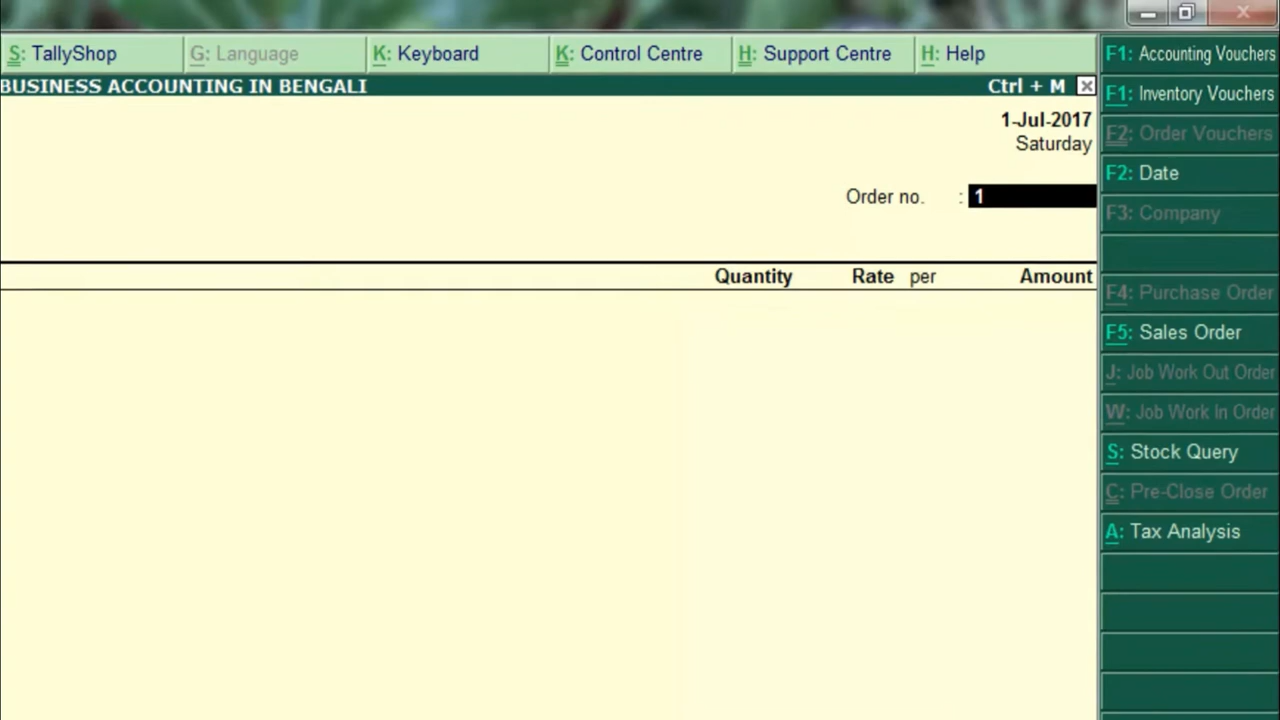 S: TallyShop G: Language K: Keyboard K: Control Centre H: Support Centre H: Help
BUSINESS ACCOUNTING IN BENGALI Ctrl + M
1-Jul-2017
Saturday
Order no. : 1
Quantity Rate per Amount
F1: Accounting Vouchers
F1: Inventory Vouchers
F2: Order Vouchers
F2: Date
F3: Company
F4: Purchase Order
F5: Sales Order
J: Job Work Out Order
W: Job Work In Order
S: Stock Query
C: Pre-Close Order
A: Tax Analysis